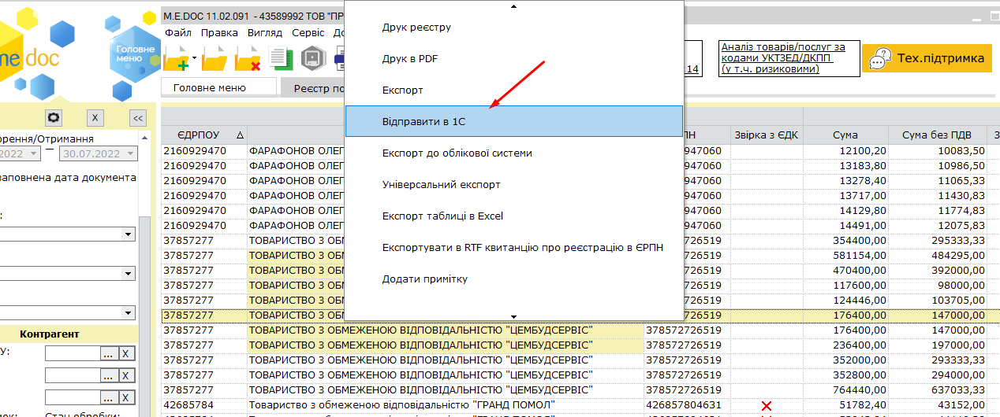 me doc
Головне меню
M.E.DOC 11.02.091 - 43589992 ТОВ "ПР
Файл Правка Вигляд Сервіс
14
Аналіз товарів/послуг за
кодами УКТЗЕД/ДКПП
(у т.ч. ризиковими)
Тех.підтримка
Головне меню
Реєстр по
X
<<
орення/Отримання
2022 — 30.07.2022
заповнена дата документа
:
Контрагент
У: ... X
... X
... X
Стан обробки:
Друк реєстру
Друк в PDF
Експорт
Відправити в 1С
Експорт до облікової системи
Універсальний експорт
Експорт таблиці в Excel
Експортувати в RTF квитанцію про реєстрацію в ЄРПН
Додати примітку
ЄДРПОУ ПН Звірка з ЄДК Сума Сума без ПДВ З
2160929470 ФАРАФОНОВ ОЛЕГ 947060 12100,20 10083,50
2160929470 ФАРАФОНОВ ОЛЕГ 947060 13183,80 10986,50
2160929470 ФАРАФОНОВ ОЛЕГ 947060 13278,40 11065,33
2160929470 ФАРАФОНОВ ОЛЕГ 947060 13717,00 11430,83
2160929470 ФАРАФОНОВ ОЛЕГ 947060 14129,80 11774,83
2160929470 ФАРАФОНОВ ОЛЕГ 947060 14491,00 12075,83
37857277 ТОВАРИСТВО З ОБМ 726519 354400,00 295333,33
37857277 ТОВАРИСТВО З ОБМ 726519 581154,00 484295,00
37857277 ТОВАРИСТВО З ОБМ 726519 470400,00 392000,00
37857277 ТОВАРИСТВО З ОБМ 726519 117600,00 98000,00
37857277 ТОВАРИСТВО З ОБМ 726519 124446,00 103705,00
37857277 ТОВАРИСТВО З ОБМ 726519 176400,00 147000,00
37857277 ТОВАРИСТВО З ОБМЕЖЕНОЮ ВІДПОВІДАЛЬНІСТЮ "ЦЕМБУДСЕРВІС" 378572726519 176400,00 147000,00
37857277 ТОВАРИСТВО З ОБМЕЖЕНОЮ ВІДПОВІДАЛЬНІСТЮ "ЦЕМБУДСЕРВІС" 378572726519 236400,00 197000,00
37857277 ТОВАРИСТВО З ОБМЕЖЕНОЮ ВІДПОВІДАЛЬНІСТЮ "ЦЕМБУДСЕРВІС" 378572726519 352000,00 293333,33
37857277 ТОВАРИСТВО З ОБМЕЖЕНОЮ ВІДПОВІДАЛЬНІСТЮ "ЦЕМБУДСЕРВІС" 378572726519 352800,00 294000,00
37857277 ТОВАРИСТВО З ОБМЕЖЕНОЮ ВІДПОВІДАЛЬНІСТЮ "ЦЕМБУДСЕРВІС" 378572726519 764440,00 637033,33
42685784 Товариство з обмеженою відповідальністю "ГРАНД ПОМОЛ" 426857804631 51782,40 43152,00